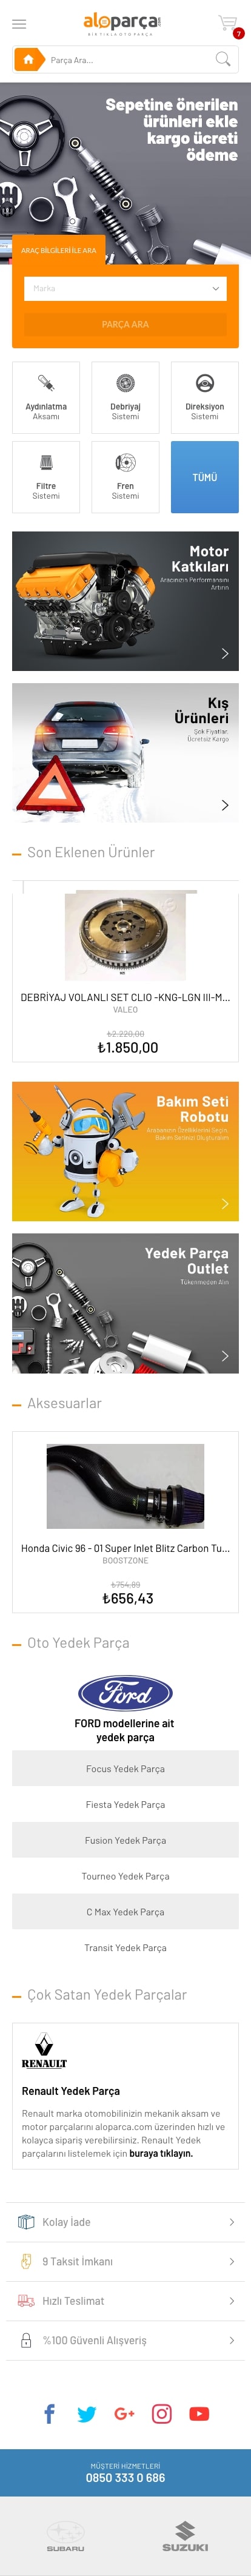 aloparça
BİR YİLAY GRUBU
?
Parça Ara...
Sepetine önerilen
ürünleri ekle
kargo ücreti
ödeme
ARAÇ BİLGİLERİ İLE ARA
Marka
PARÇA ARA
Aydınlatma
Aksamı
Debriyaj
Sistemi
Direksiyon
Sistemi
Filtre
Sistemi
Fren
Sistemi
TÜMÜ
Motor
Katkıları
Aracınızın Performansını
Artırın
Kış
Ürünleri
Şok Fiyatlar.
Ücretsiz Kargo
Son Eklenen Ürünler
DEBRİYAJ VOLANLI SET CLIO -KNG-LGN III-M...
VALEO
₺2.220,00
₺1.850,00
Bakım Seti
Robotu
Aracınızın Özelliklerini Seçin,
Bakım Setinizi Oluşturalım
Yedek Parça
Outlet
Tükenmeden Alın
Aksesuarlar
Honda Civic 96 - 01 Super Inlet Blitz Carbon Tu...
BOOSTZONE
₺754,89
₺656,43
Oto Yedek Parça
Ford
FORD modellerine ait
yedek parça
Focus Yedek Parça
Fiesta Yedek Parça
Fusion Yedek Parça
Tourneo Yedek Parça
C Max Yedek Parça
Transit Yedek Parça
Çok Satan Yedek Parçalar
RENAULT
Renault Yedek Parça
Renault marka otomobilinizin mekanik aksam ve
motor parçalarını aloparca.com üzerinden hızlı ve
kolayca sipariş verebilirsiniz. Renault Yedek
parçalarını listelemek için buraya tıklayın.
Kolay İade
9 Taksit İmkanı
Hızlı Teslimat
%100 Güvenli Alışveriş
MÜŞTERİ HİZMETLERİ
0850 333 0 686
SUBARU
SUZUKI